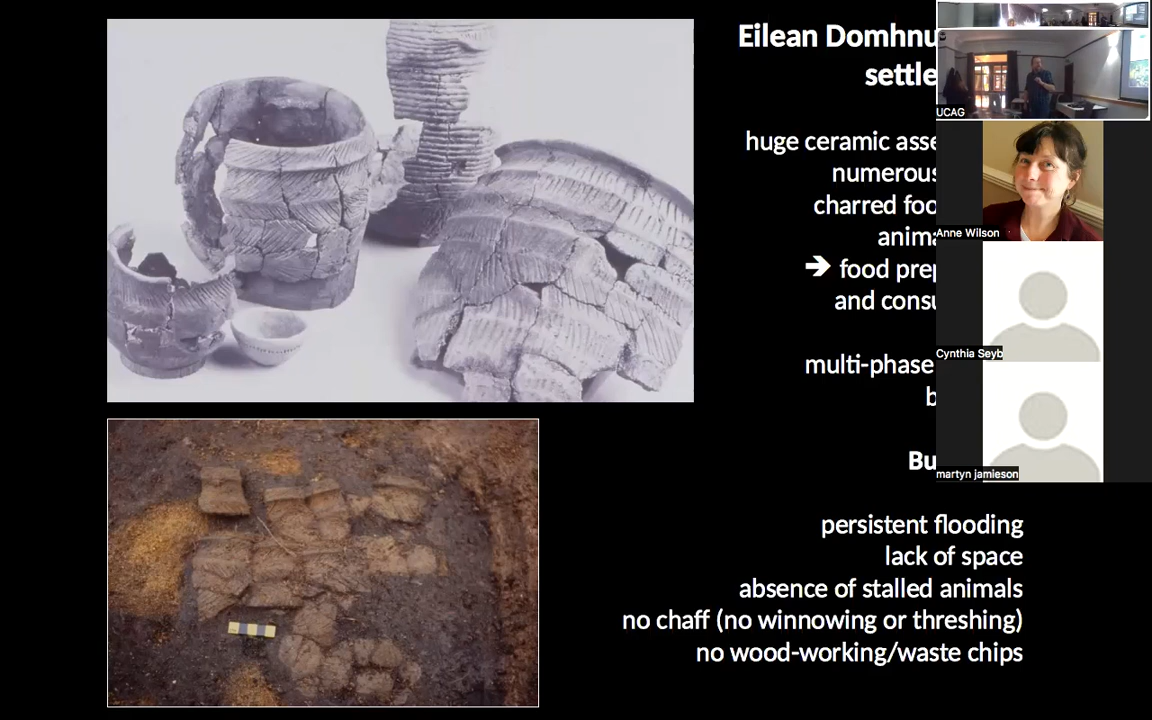 Eilean Domhnu
settle
huge ceramic asse
numerous
charred foo
anima
➔ food prep
and consu
multi-phase
b
Bu
persistent flooding
lack of space
absence of stalled animals
no chaff (no winnowing or threshing)
no wood-working/waste chips
UCAG
Anne Wilson
Cynthia Seyb
martyn jamieson